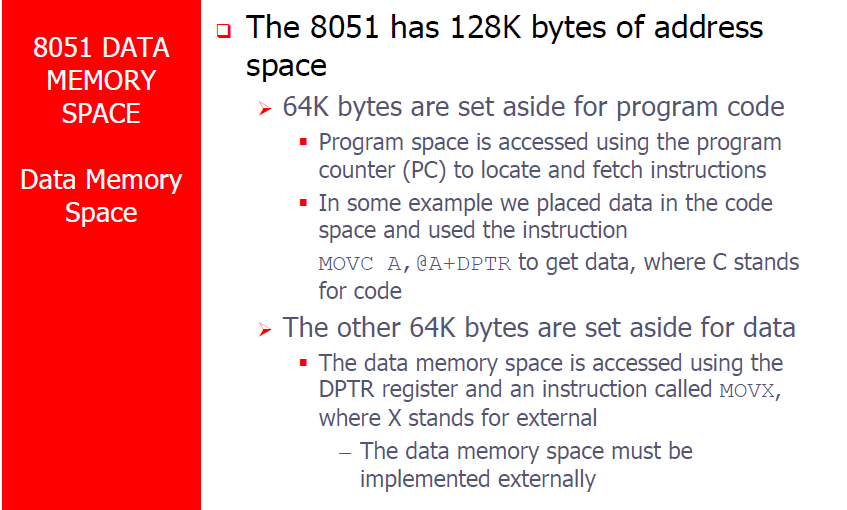 8051 DATA
MEMORY
SPACE
Data Memory
Space
The 8051 has 128K bytes of address
space
64K bytes are set aside for program code
Program space is accessed using the program
counter (PC) to locate and fetch instructions
In some example we placed data in the code
space and used the instruction
MOVC A,@A+DPTR to get data, where C stands
for code
The other 64K bytes are set aside for data
The data memory space is accessed using the
DPTR register and an instruction called MOVX,
where X stands for external
– The data memory space must be
implemented externally